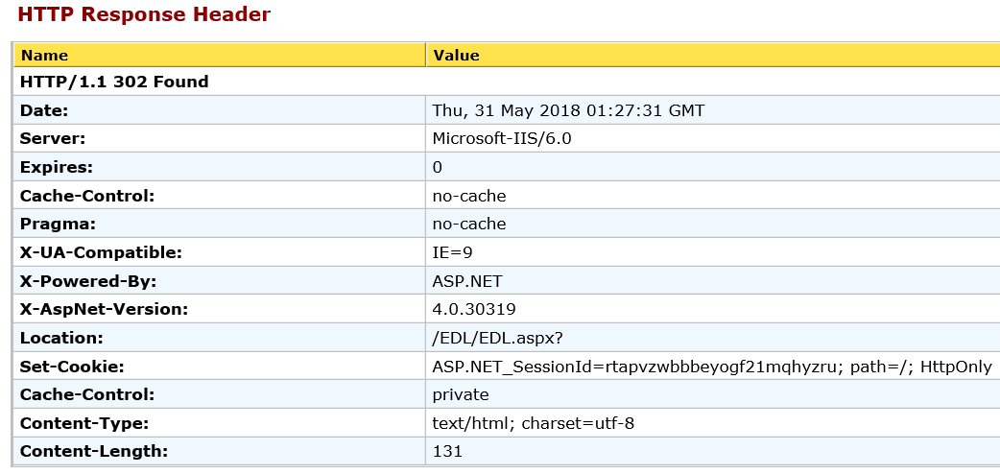 HTTP Response Header
Name Value
HTTP/1.1 302 Found
Date: Thu, 31 May 2018 01:27:31 GMT
Server: Microsoft-IIS/6.0
Expires: 0
Cache-Control: no-cache
Pragma: no-cache
X-UA-Compatible: IE=9
X-Powered-By: ASP.NET
X-AspNet-Version: 4.0.30319
Location: /EDL/EDL.aspx?
Set-Cookie: ASP.NET_SessionId=rtapvzwbbbeyogf21mqhyzru; path=/; HttpOnly
Cache-Control: private
Content-Type: text/html; charset=utf-8
Content-Length: 131